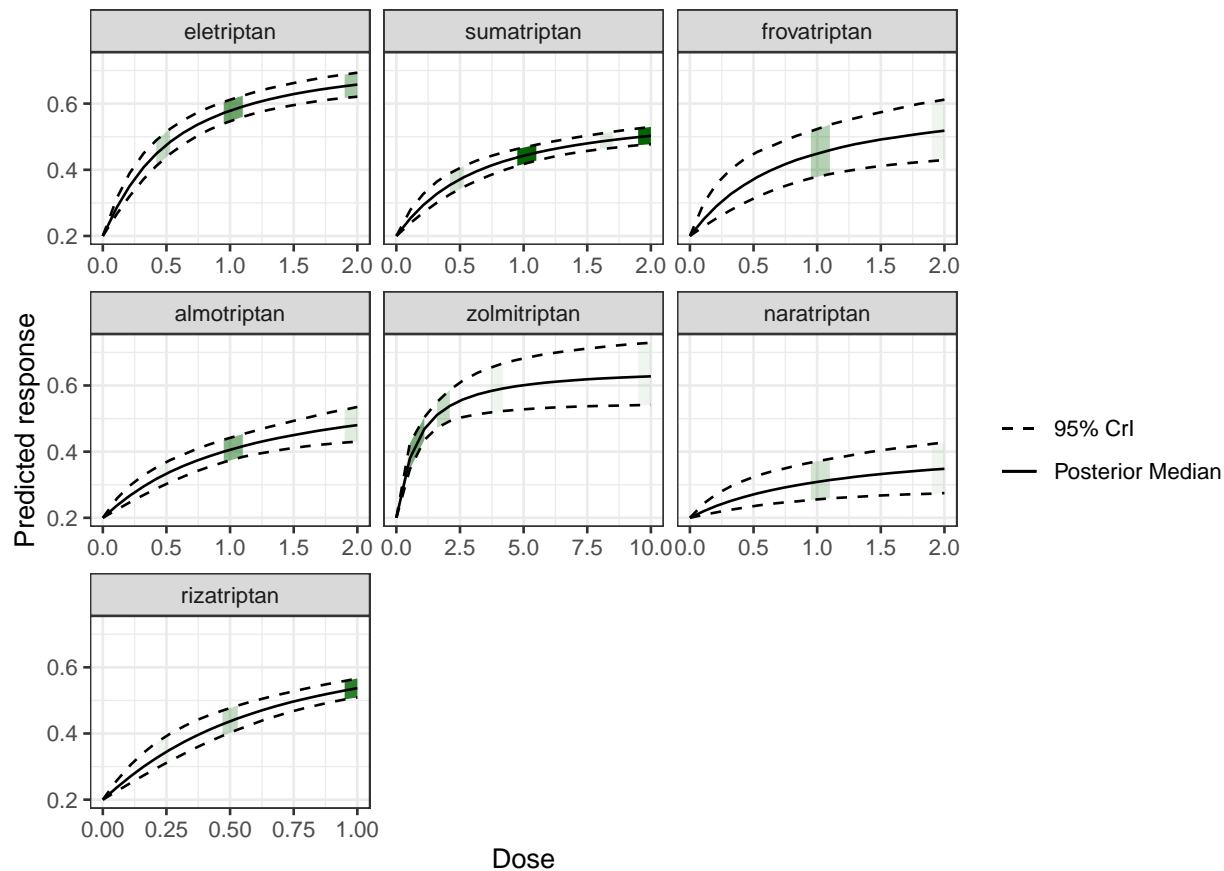 eletriptan sumatriptan frovatriptan
0.6
0.4
0.2
0.0 0.5 1.0 1.5 2.0 0.0 0.5 1.0 1.5 2.0 0.0 0.5 1.0 1.5 2.0
almotriptan zolmitriptan naratriptan
0.6
0.4
0.2
0.0 0.5 1.0 1.5 2.0 0.0 2.5 5.0 7.5 10.0 0.0 0.5 1.0 1.5 2.0
rizatriptan
0.6
0.4
0.2
0.00 0.25 0.50 0.75 1.00
Dose
Predicted response
95% CrI
Posterior Median